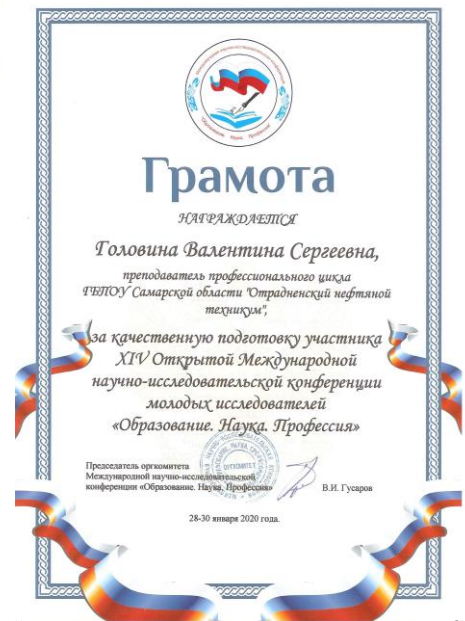 Грамота
НАГРАЖДАЕТСЯ
Головина Валентина Сергеевна,
преподаватель профессионального цикла
ГБПОУ Самарской области "Отрадненский нефтяной
техникум",
за качественную подготовку участника
XIV Открытой Международной
научно-исследовательской конференции
молодых исследователей
«Образование. Наука. Профессия»
Председатель оргкомитета
Международной научно-исследовательской
конференции «Образование. Наука. Профессия»
ОРГКОМИТЕТ
В.И. Гусаров
28-30 января 2020 года.